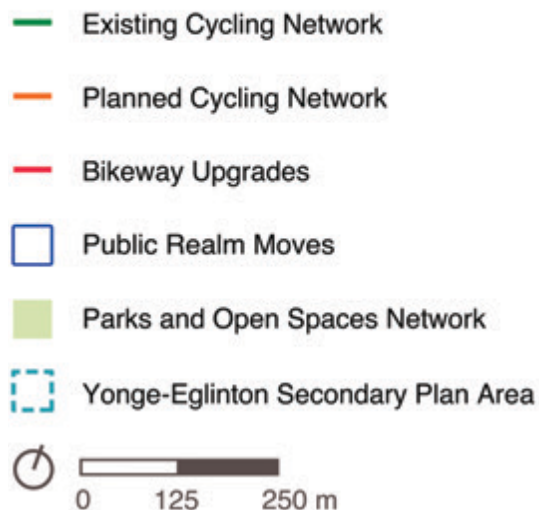 Existing Cycling Network
Planned Cycling Network
Bikeway Upgrades
Public Realm Moves
Parks and Open Spaces Network
Yonge-Eglinton Secondary Plan Area
0 125 250 m